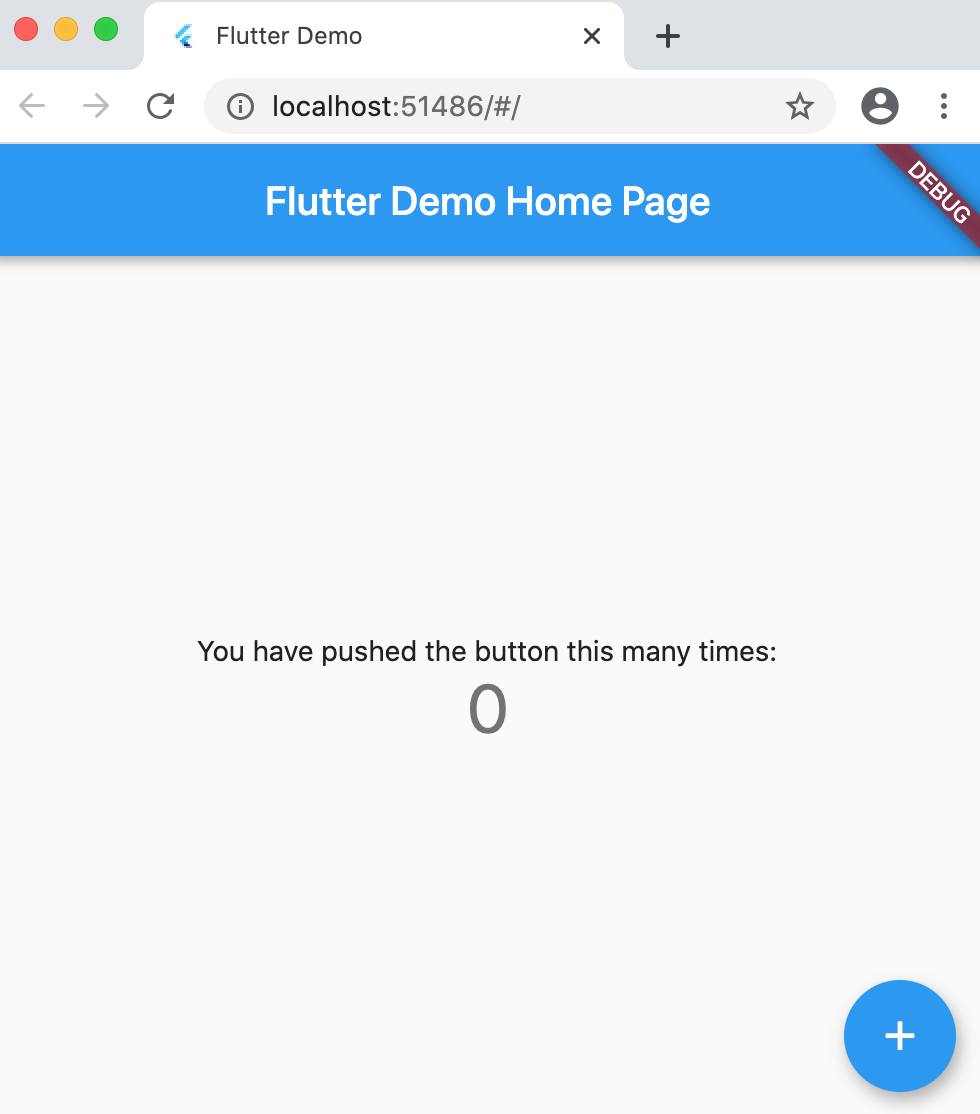 Flutter Demo
localhost:51486/#/
Flutter Demo Home Page
DEBUG
You have pushed the button this many times:
0